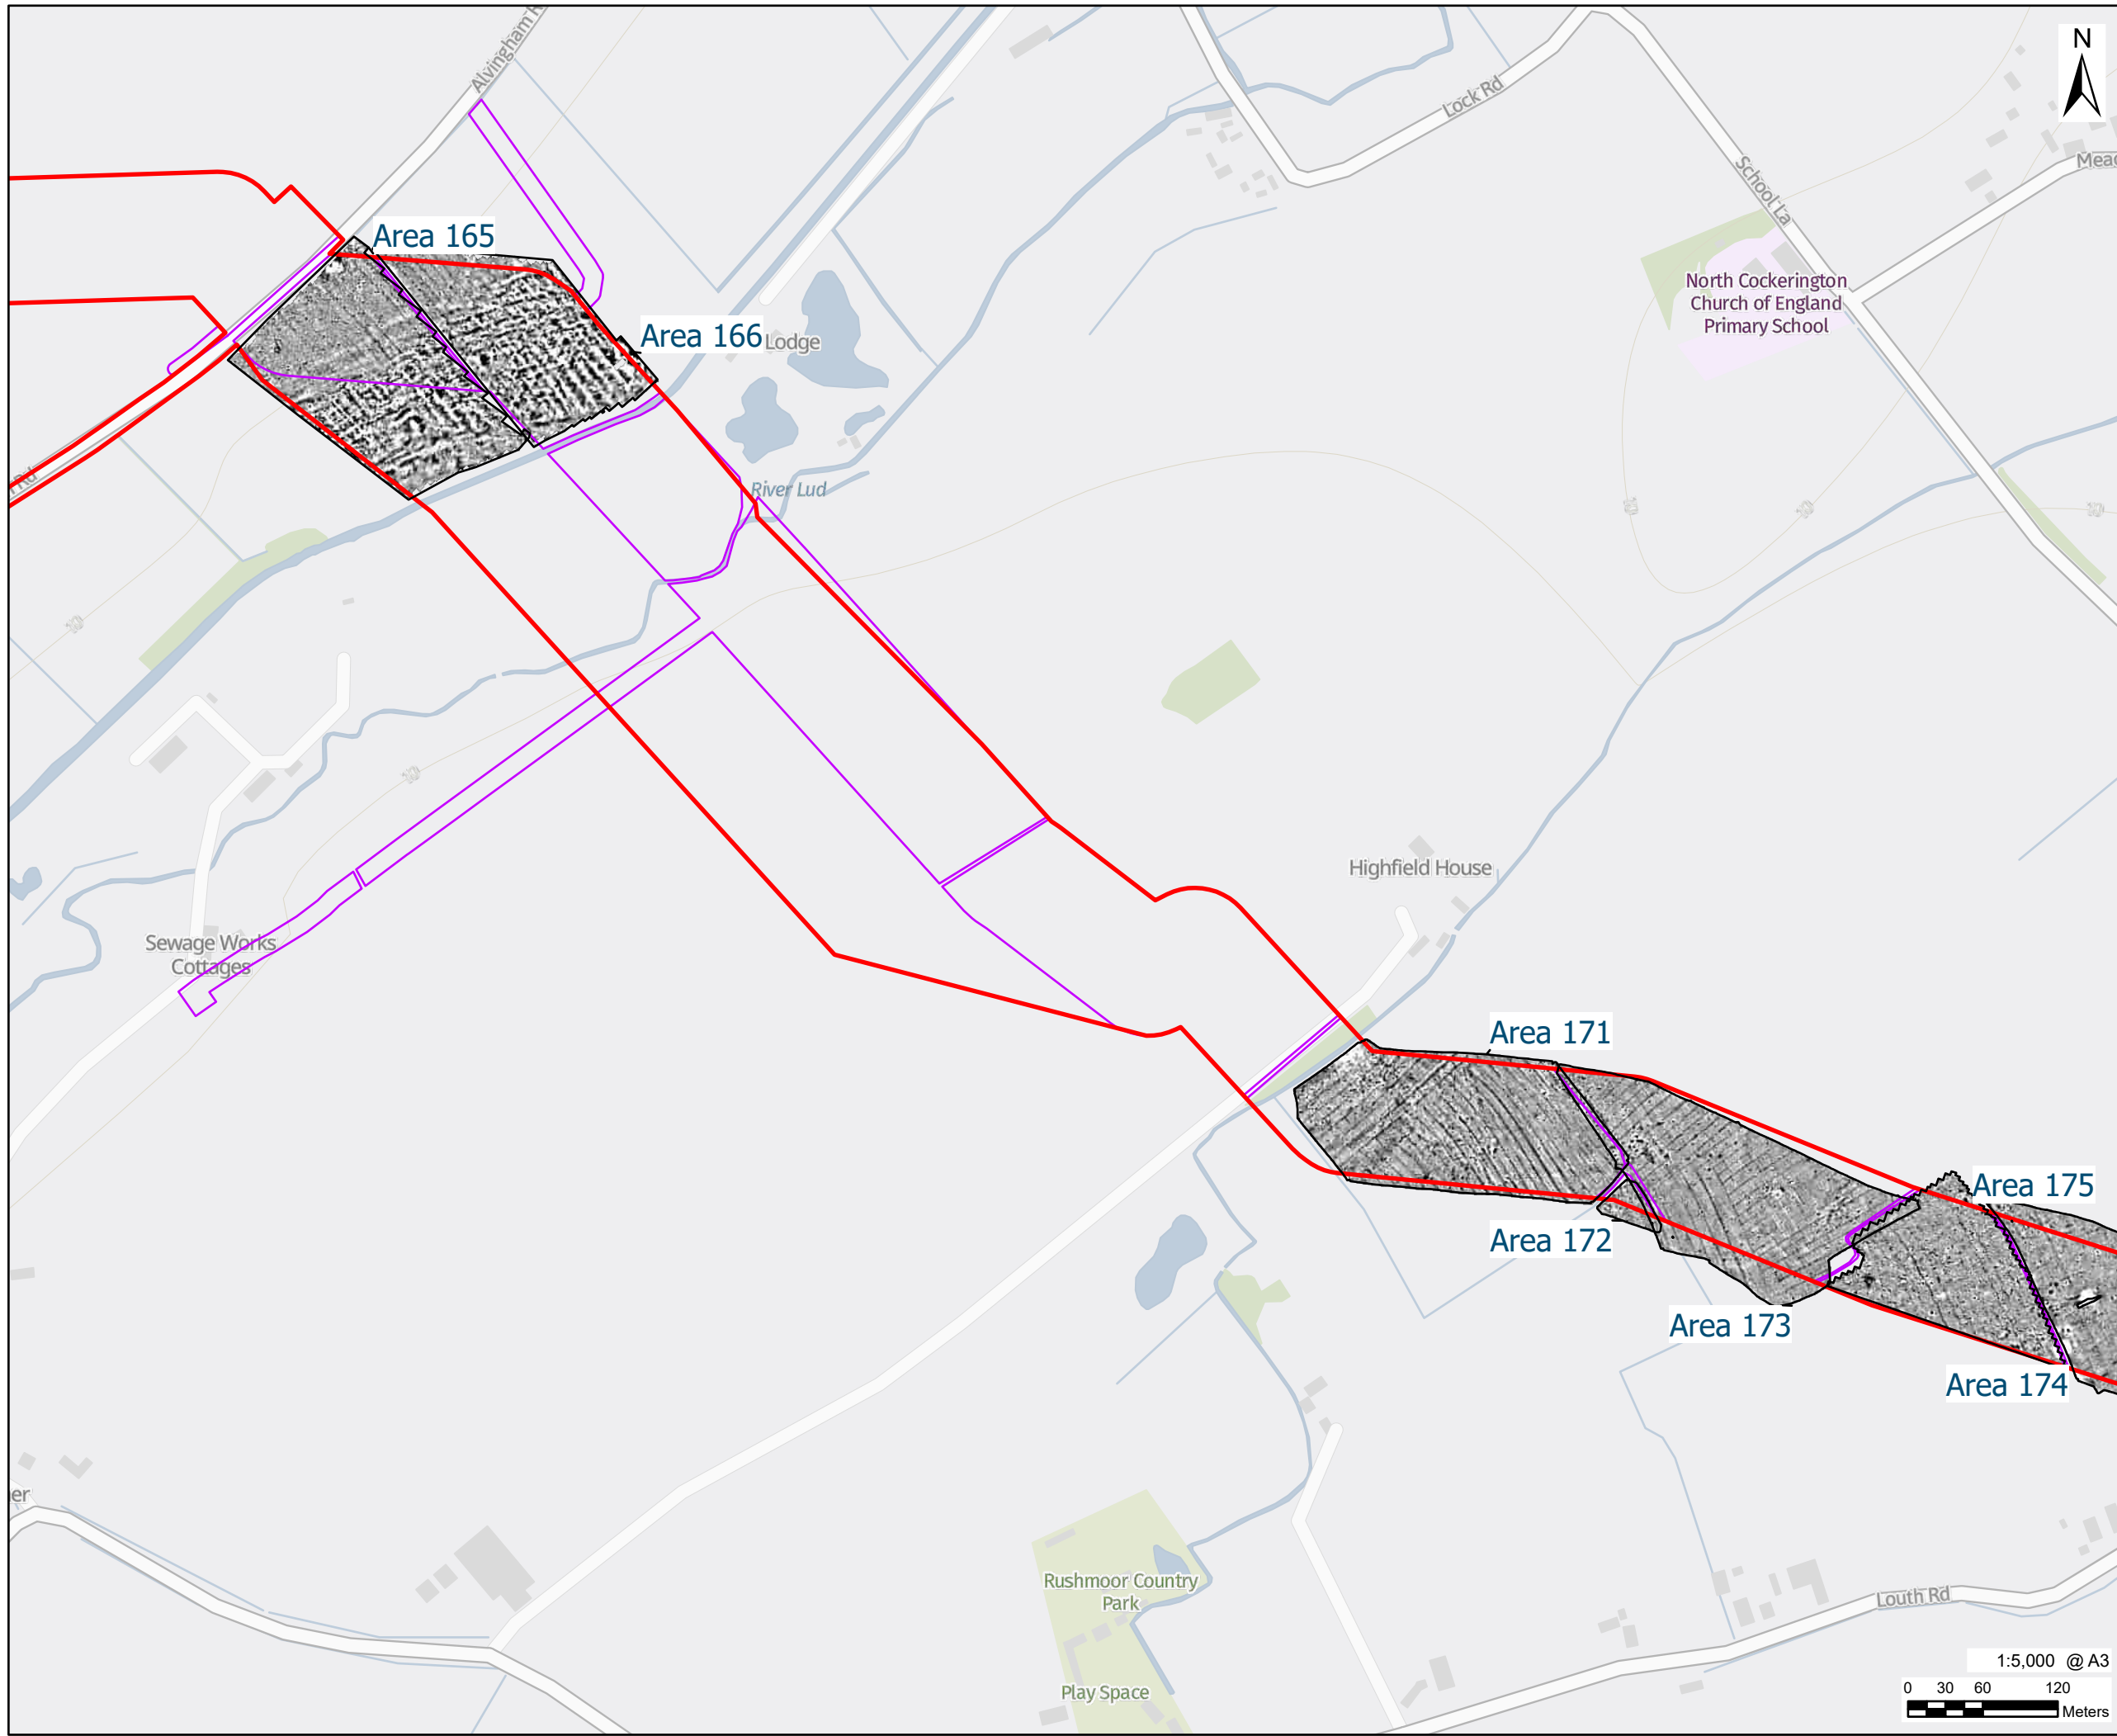 Alvingham R
N
Lock Rd
School La
Mead
Area 165
North Cockerington
Church of England
Primary School
Area 166
Lodge
Rd
River Lud
Highfield House
Sewage Works
Cottages
Area 171
Area 175
Area 172
Area 173
Area 174
er
Rushmoor Country
Park
Louth Rd
Play Space
1:5,000 @ A3
0 30 60 120
Meters